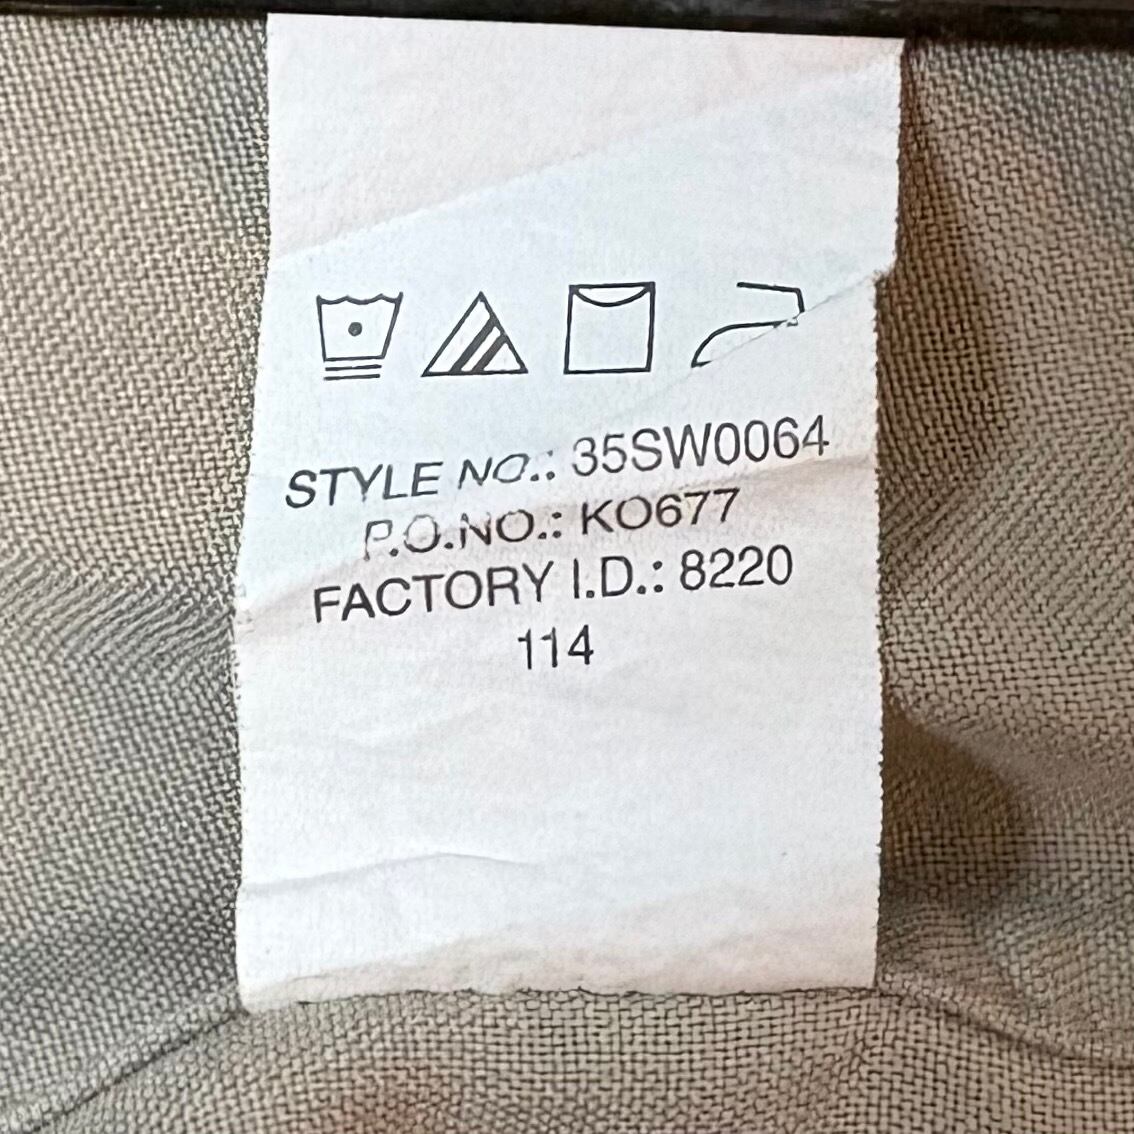 STYLE NO.: 35SW0064
P.O.NO.: KO677
FACTORY I.D.: 8220
114